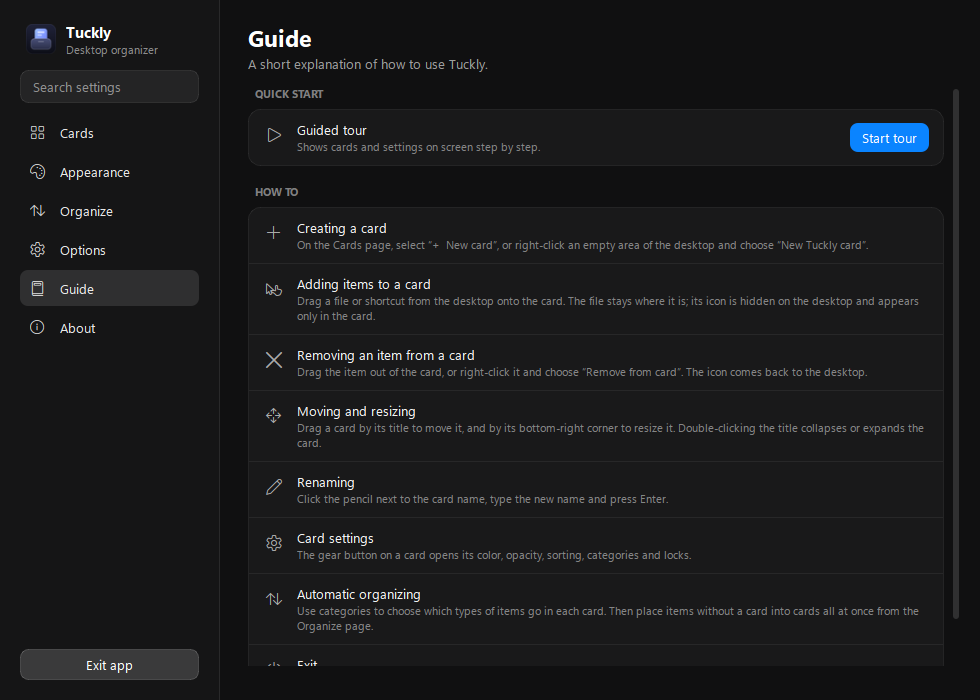 Tuckly
Desktop organizer
Search settings
Cards
Appearance
Organize
Options
Guide
About
Exit app
Guide
A short explanation of how to use Tuckly.
QUICK START
Guided tour
Shows cards and settings on screen step by step.
Start tour
HOW TO
Creating a card
On the Cards page, select “+  New card”, or right-click an empty area of the desktop and choose “New Tuckly card”.
Adding items to a card
Drag a file or shortcut from the desktop onto the card. The file stays where it is; its icon is hidden on the desktop and appears
only in the card.
Removing an item from a card
Drag the item out of the card, or right-click it and choose “Remove from card”. The icon comes back to the desktop.
Moving and resizing
Drag a card by its title to move it, and by its bottom-right corner to resize it. Double-clicking the title collapses or expands the
card.
Renaming
Click the pencil next to the card name, type the new name and press Enter.
Card settings
The gear button on a card opens its color, opacity, sorting, categories and locks.
Automatic organizing
Use categories to choose which types of items go in each card. Then place items without a card into cards all at once from the
Organize page.
Exit